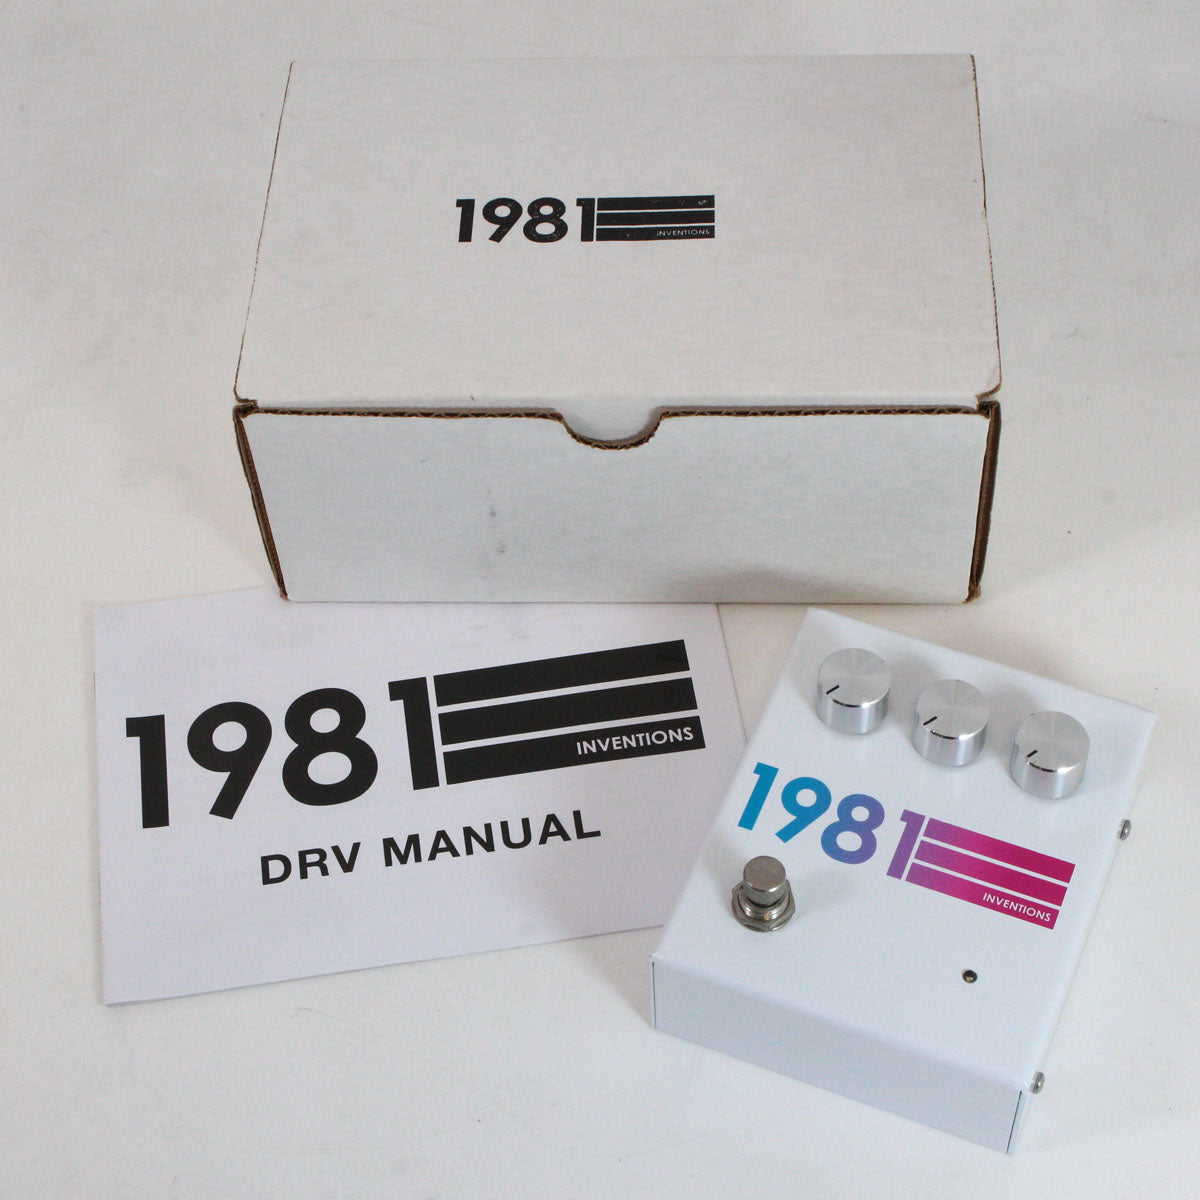 1981
INVENTIONS
1981
INVENTIONS
DRV MANUAL
1981
INVENTIONS